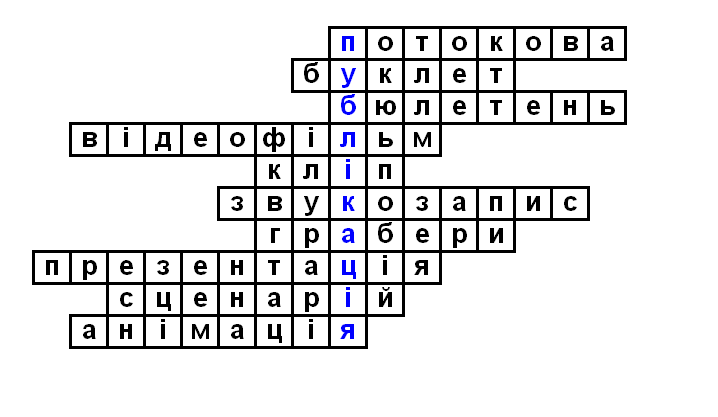 потокова
буклет
бюлетень
відеофільм
кліп
звукозапис
грабери
презентація
сценарій
анімація